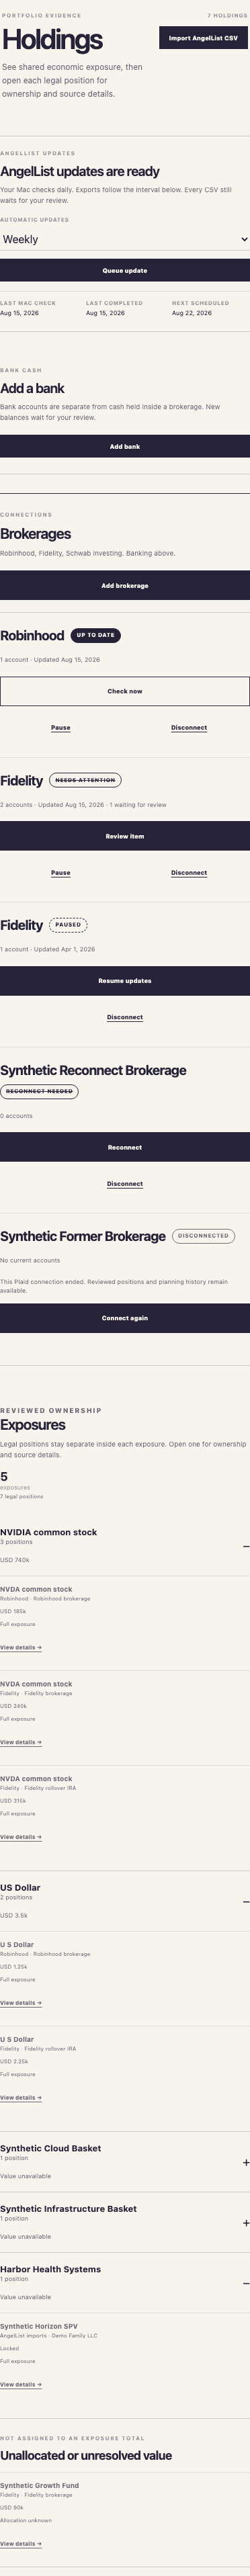 PORTFOLIO EVIDENCE
7 HOLDINGS
Holdings
Import AngelList CSV
See shared economic exposure, then
open each legal position for
ownership and source details.
ANGELLIST UPDATES
AngelList updates are ready
Your Mac checks daily. Exports follow the interval below. Every CSV still
waits for your review.
AUTOMATIC UPDATES
Weekly
Queue update
LAST MAC CHECK
LAST COMPLETED
NEXT SCHEDULED
Aug 15, 2026
Aug 15, 2026
Aug 22, 2026
BANK CASH
Add a bank
Bank accounts are separate from cash held inside a brokerage. New
balances wait for your review.
Add bank
CONNECTIONS
Brokerages
Robinhood, Fidelity, Schwab investing. Banking above.
Add brokerage
Robinhood UP TO DATE
1 account · Updated Aug 15, 2026
Check now
Pause
Disconnect
Fidelity NEEDS ATTENTION
2 accounts · Updated Aug 15, 2026 · 1 waiting for review
Review item
Pause
Disconnect
Fidelity PAUSED
1 account · Updated Apr 1, 2026
Resume updates
Disconnect
Synthetic Reconnect Brokerage
RECONNECT NEEDED
0 accounts
Reconnect
Disconnect
Synthetic Former Brokerage DISCONNECTED
No current accounts
This Plaid connection ended. Reviewed positions and planning history remain
available.
Connect again
REVIEWED OWNERSHIP
Exposures
Legal positions stay separate inside each exposure. Open one for ownership
and source details.
5
exposures
7 legal positions
NVIDIA common stock
3 positions
USD 740k
NVDA common stock
Robinhood · Robinhood brokerage
USD 185k
Full exposure
View details →
NVDA common stock
Fidelity · Fidelity brokerage
USD 240k
Full exposure
View details →
NVDA common stock
Fidelity · Fidelity rollover IRA
USD 315k
Full exposure
View details →
US Dollar
2 positions
USD 3.5k
U S Dollar
Robinhood · Robinhood brokerage
USD 1.25k
Full exposure
View details →
U S Dollar
Fidelity · Fidelity rollover IRA
USD 2.25k
Full exposure
View details →
Synthetic Cloud Basket
1 position
Value unavailable
Synthetic Infrastructure Basket
1 position
Value unavailable
Harbor Health Systems
1 position
Value unavailable
Synthetic Horizon SPV
AngelList imports · Demo Family LLC
Locked
Full exposure
View details →
NOT ASSIGNED TO AN EXPOSURE TOTAL
Unallocated or unresolved value
Synthetic Growth Fund
Fidelity · Fidelity brokerage
USD 90k
Allocation unknown
View details →